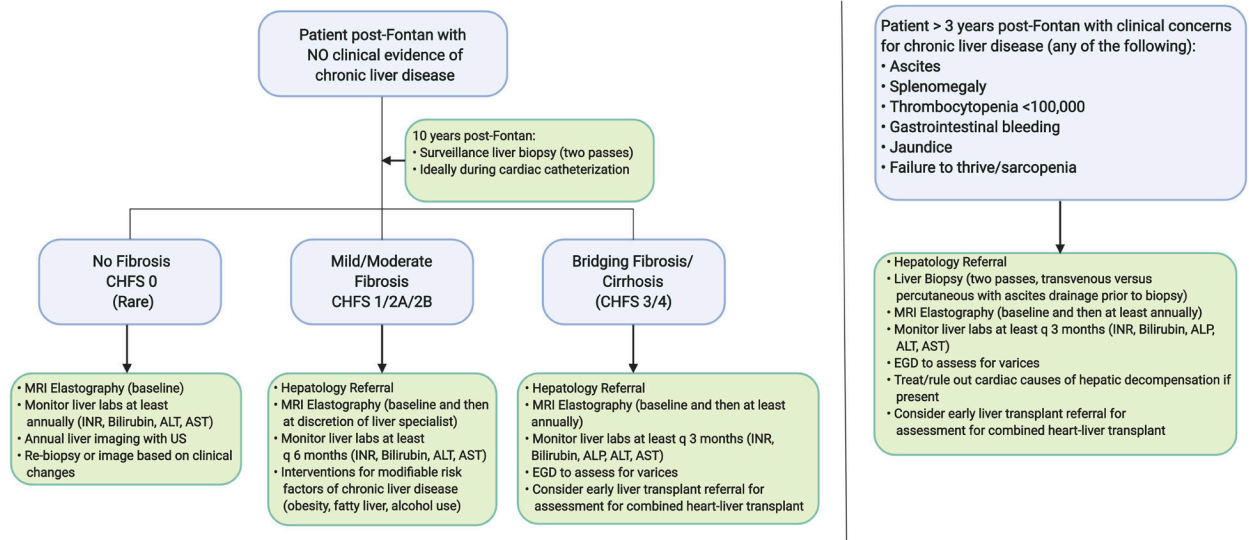 Patient post-Fontan with
NO clinical evidence of
chronic liver disease
10 years post-Fontan:
• Surveillance liver biopsy (two passes)
• Ideally during cardiac catheterization
No Fibrosis
CHFS 0
(Rare)
• MRI Elastography (baseline)
• Monitor liver labs at least
annually (INR, Bilirubin, ALT, AST)
• Annual liver imaging with US
• Re-biopsy or image based on clinical
changes
Mild/Moderate
Fibrosis
CHFS 1/2A/2B
• Hepatology Referral
• MRI Elastography (baseline and then
at discretion of liver specialist)
• Monitor liver labs at least
q 6 months (INR, Bilirubin, ALT, AST)
• Interventions for modifiable risk
factors of chronic liver disease
(obesity, fatty liver, alcohol use)
Bridging Fibrosis/
Cirrhosis
(CHFS 3/4)
• Hepatology Referral
• MRI Elastography (baseline and then at least
annually)
• Monitor liver labs at least q 3 months (INR,
Bilirubin, ALP, ALT, AST)
• EGD to assess for varices
• Consider early liver transplant referral for
assessment for combined heart-liver transplant
Patient > 3 years post-Fontan with clinical concerns
for chronic liver disease (any of the following):
• Ascites
• Splenomegaly
• Thrombocytopenia <100,000
• Gastrointestinal bleeding
• Jaundice
• Failure to thrive/sarcopenia
• Hepatology Referral
• Liver Biopsy (two passes, transvenous versus
percutaneous with ascites drainage prior to biopsy)
• MRI Elastography (baseline and then at least annually)
• Monitor liver labs at least q 3 months (INR, Bilirubin, ALP,
ALT, AST)
• EGD to assess for varices
• Treat/rule out cardiac causes of hepatic decompensation if
present
• Consider early liver transplant referral for
assessment for combined heart-liver transplant